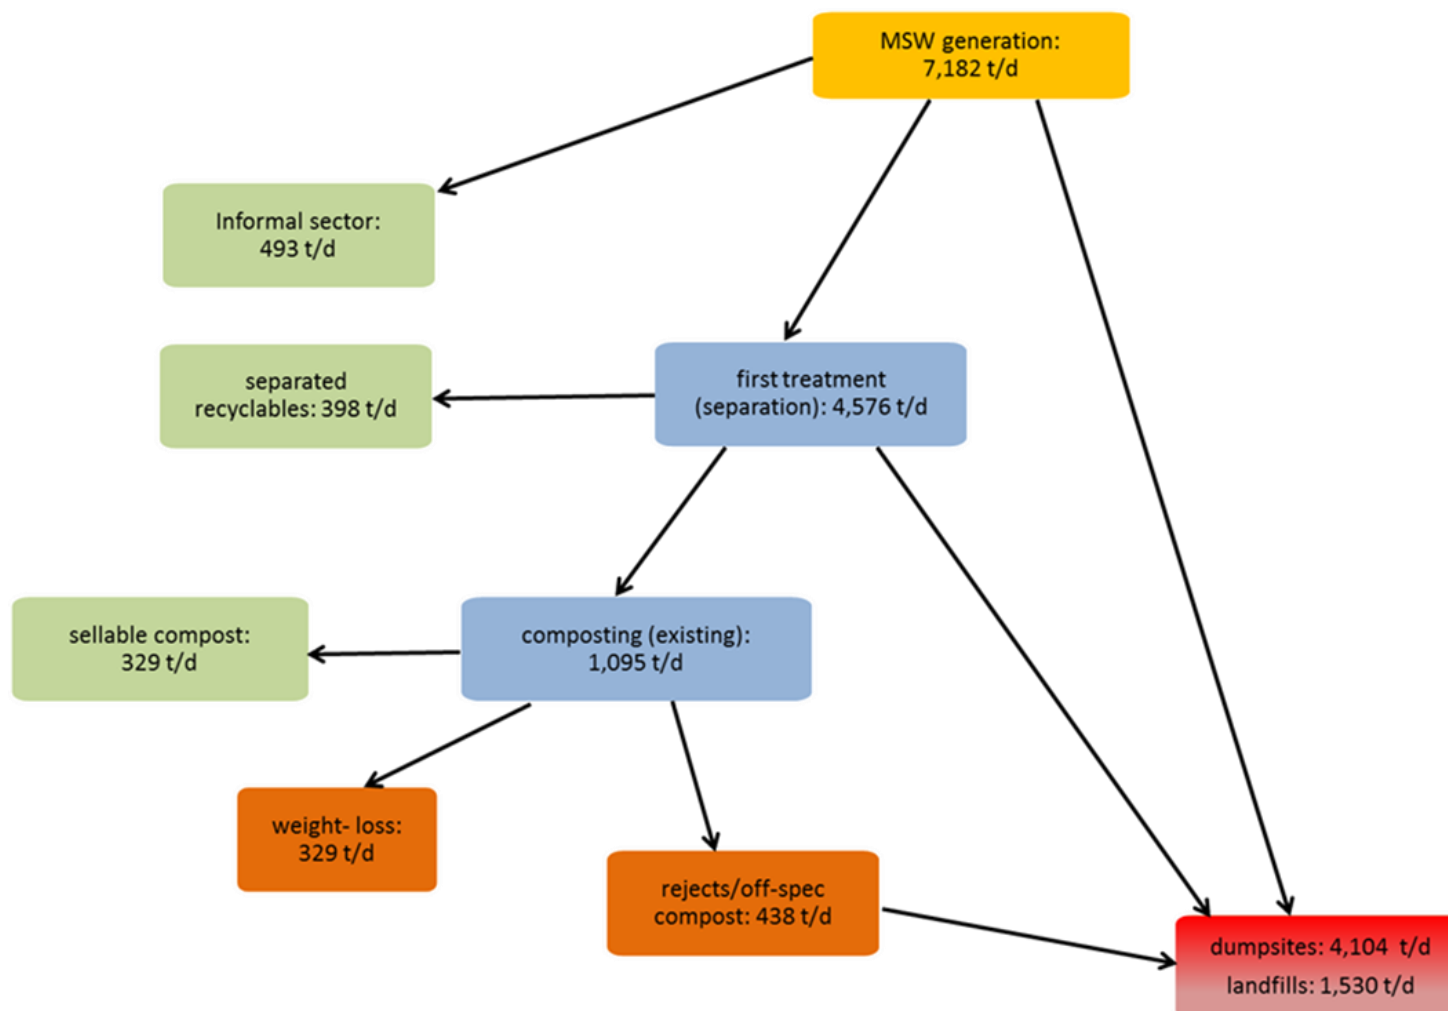 MSW generation:
7,182 t/d
Informal sector:
493 t/d
separated
recyclables: 398 t/d
first treatment
(separation): 4,576 t/d
sellable compost:
329 t/d
composting (existing):
1,095 t/d
weight- loss:
329 t/d
rejects/off-spec
compost: 438 t/d
dumpsites: 4,104 t/d
landfills: 1,530 t/d